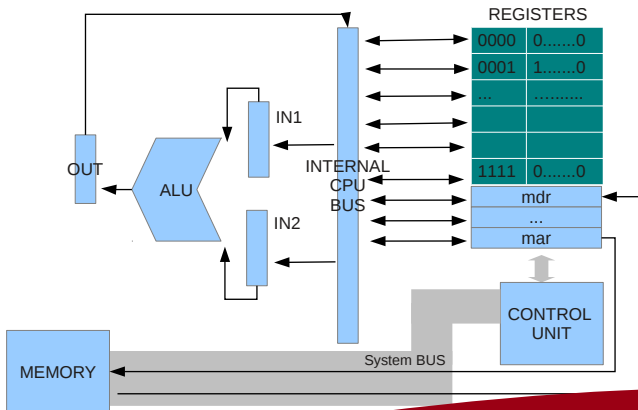 REGISTERS
0000 0.......0
0001 1.......0
... ..........
1111 0.......0
mdr
...
mar
IN1
OUT
ALU
INTERNAL
CPU
BUS
IN2
CONTROL
UNIT
System BUS
MEMORY